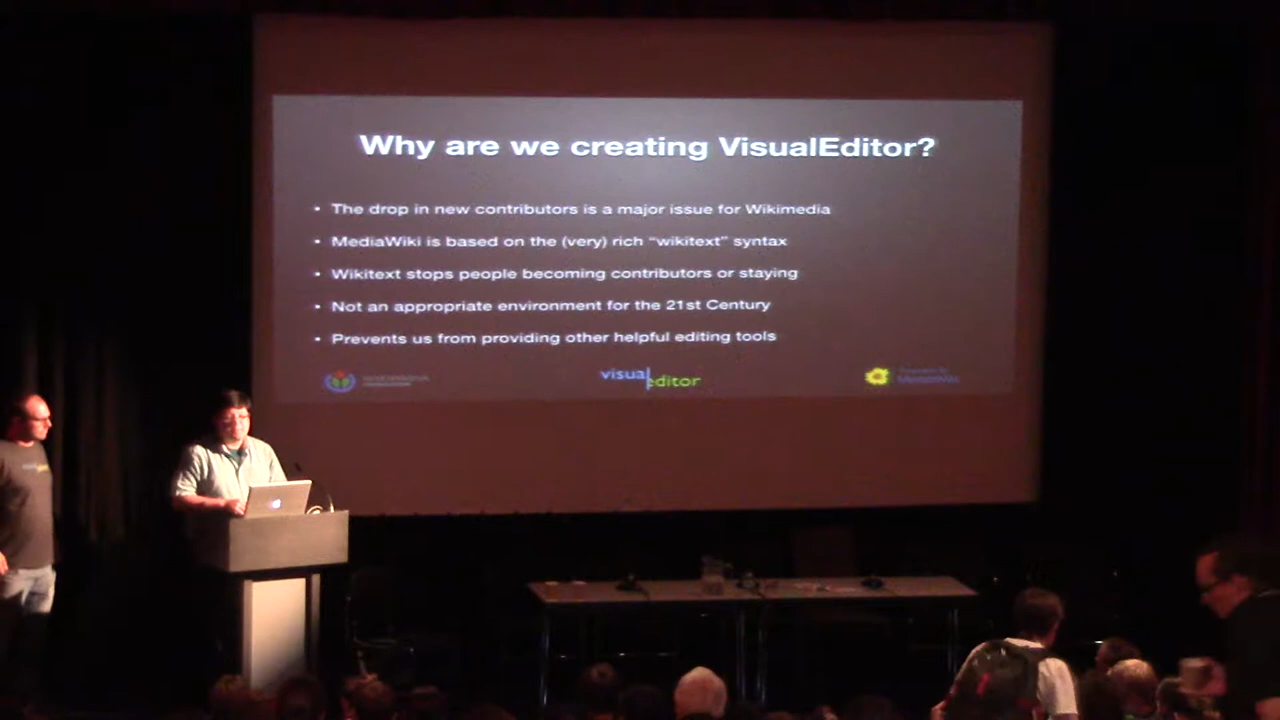 Why are we creating VisualEditor?
• The drop in new contributors is a major issue for Wikimedia
• MediaWiki is based on the (very) rich “wikitext” syntax
• Wikitext stops people becoming contributors or staying
• Not an appropriate environment for the 21st Century
• Prevents us from providing other helpful editing tools
visual editor
MediaWiki